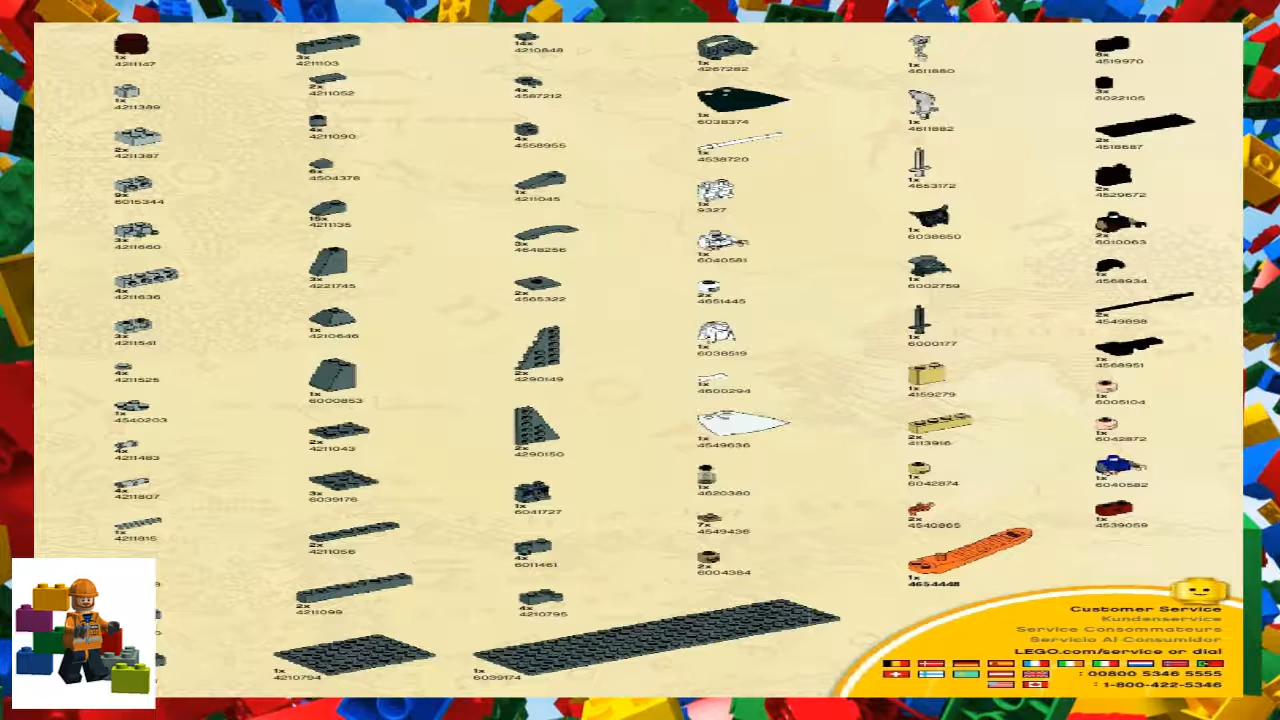 1x
4211147
1x
4211389
2x
4211387
9x
6015344
3x
4211660
4x
4211636
3x
4211541
4x
4211525
1x
4540203
4x
4211483
4x
4211807
1x
4211815
3x
4211103
2x
4211052
4x
4211090
6x
4504378
15x
4211135
3x
4221745
1x
4210646
1x
6000853
2x
4211043
3x
6039176
2x
4211056
2x
4211099
1x
4210794
14x
4210848
4x
4587212
4x
4558955
1x
4211045
3x
4648256
2x
4565322
2x
4290149
2x
4290150
1x
6041727
4x
6011461
4x
4210795
1x
6039174
1x
4267282
1x
6038374
1x
4538720
1x
9327
1x
6040581
2x
4651445
1x
6038519
1x
4600294
1x
4549636
1x
4620380
7x
4549436
2x
6004384
1x
4611880
1x
4611882
1x
4653172
1x
6038650
1x
6002759
1x
6000177
1x
4159279
2x
4113916
1x
6042874
2x
4540865
1x
4654448
8x
4519970
3x
6022105
2x
4518687
2x
4529672
2x
6010063
1x
4568934
2x
4549898
1x
4568951
1x
6005104
1x
6042872
1x
6040582
1x
4539059
Customer Service
Kundenservice
Service Consommateurs
Servicio Al Consumidor
LEGO.com/service or dial
: 00800 5346 5555
: 1-800-422-5346